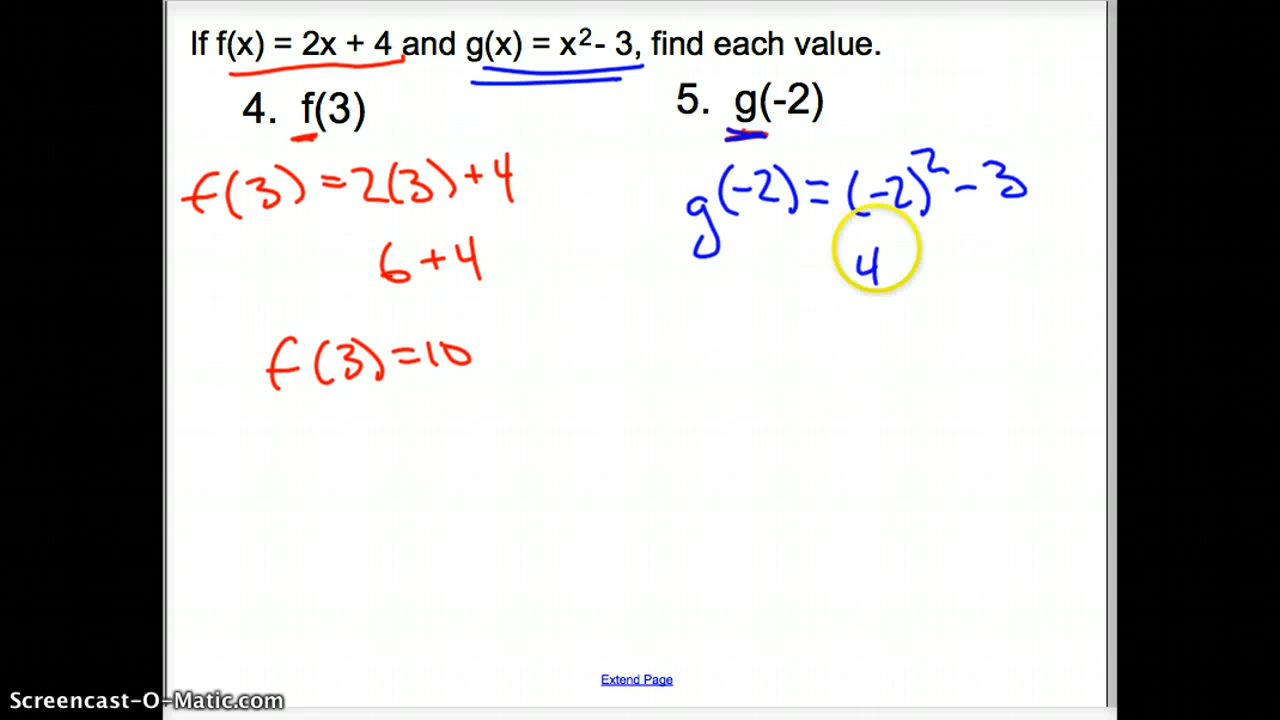 If f(x) = 2x + 4 and g(x) = x² - 3, find each value.
4. f(3)
f(3) = 2(3) + 4
6 + 4
f(3) = 10
5. g(-2)
g(-2) = (-2)² - 3
4
Extend Page
Screencast-O-Matic.com